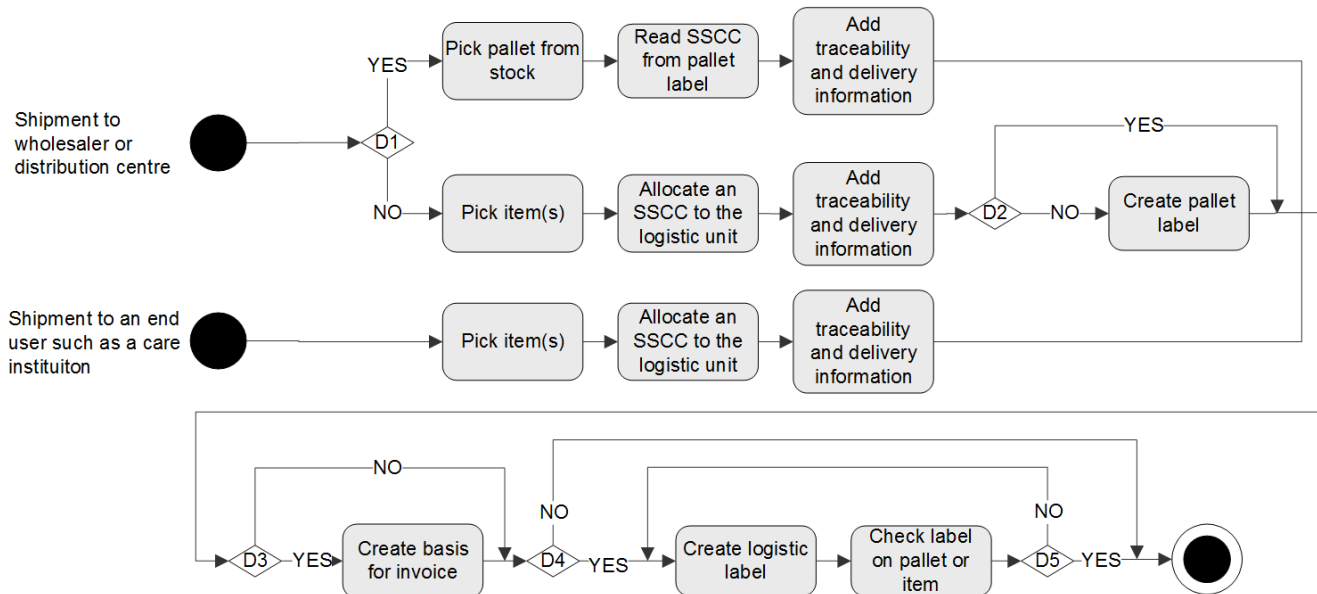 Pick pallet from
stock
Read SSCC
from pallet
label
Add
traceability
and delivery
information
YES
Shipment to
wholesaler or
distribution centre
D1
YES
NO
Pick item(s)
Allocate an
SSCC to the
logistic unit
Add
traceability
and delivery
information
D2
NO
Create pallet
label
Shipment to an end
user such as a care
instituiton
Pick item(s)
Allocate an
SSCC to the
logistic unit
Add
traceability
and delivery
information
NO
NO
NO
D3
YES
Create basis
for invoice
D4
YES
Create logistic
label
Check label
on pallet or
item
D5
YES